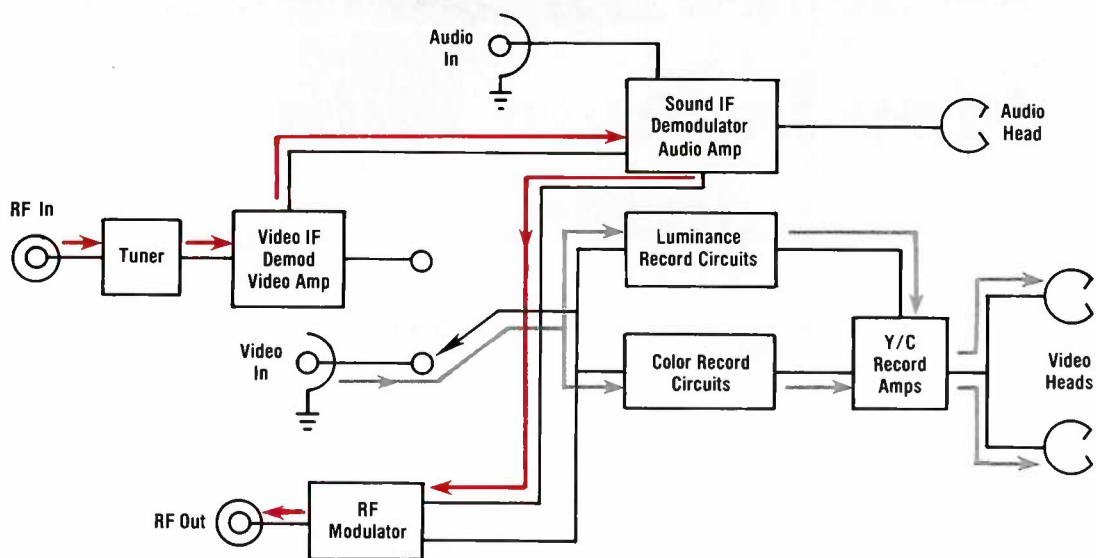 Audio
In
Sound IF
Demodulator
Audio Amp
Audio
Head
RF In
Tuner
Video IF
Demod
Video Amp
Luminance
Record Circuits
Video
In
Color Record
Circuits
Y/C
Record
Amps
Video
Heads
RF Out
RF
Modulator